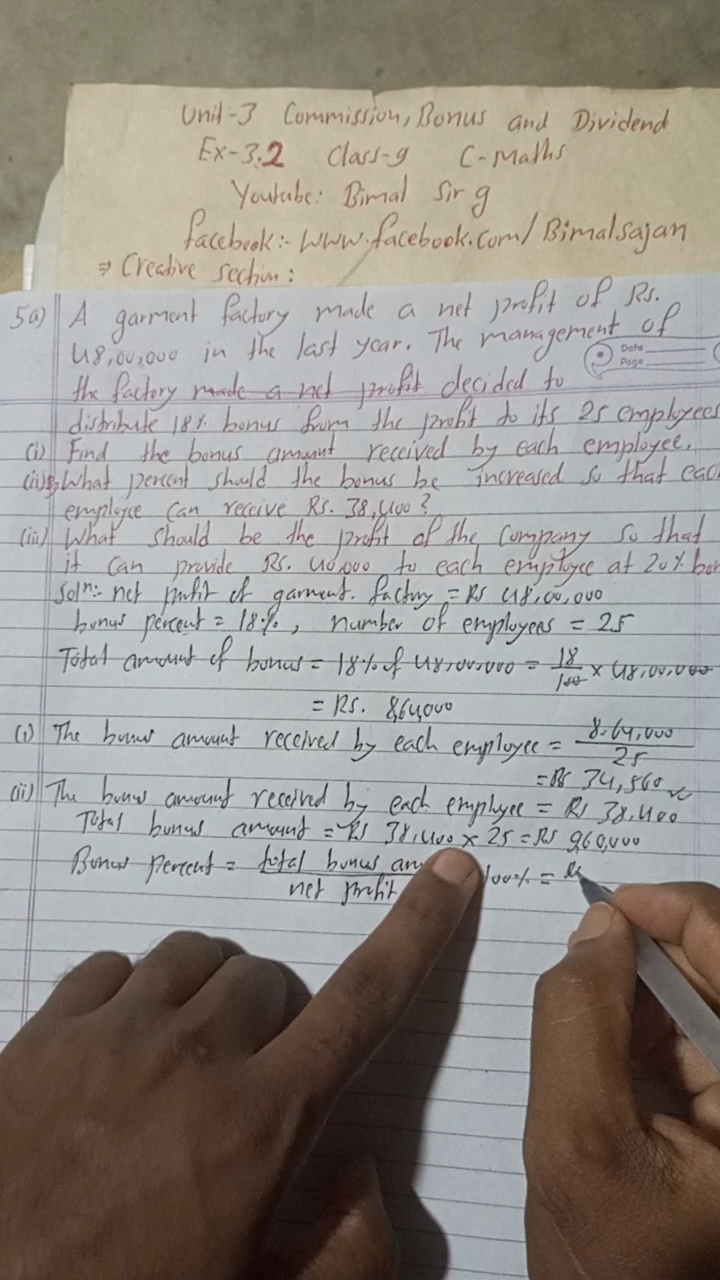 Unit-3 Commission, Bonus and Dividend
Ex-3.2 Class-9 C-Maths
Youtube: Bimal Sir g
facebook:- www.facebook.com/Bimalsajan
⇒ Creative section:
5a) A garment factory made a net profit of Rs.
48,00,000 in the last year. The management of
Date
Page
the factory made a net profit decided to
distribute 18% bonus from the profit to its 25 employees
(i) Find the bonus amount received by each employee.
(ii) What percent should the bonus be increased so that eac
employee can receive Rs. 38,400?
(iii) What should be the profit of the company so that
it can provide Rs. 40,000 to each employee at 20% bon
Soln:- net profit of garment. factory = Rs 48,00,000
bonus percent = 18%, number of employees = 25
Total amount of bonus = 18% of 48,00,000 = 18/100 × 48,00,000
= Rs. 864000
(i) The bonus amount received by each employee = 8,64,000/25
= Rs 34,560
(ii) The bonus amount received by each employee = Rs 38,400
Total bonus amount = Rs 38,400 × 25 = Rs 960,000
Bonus percent = total bonus am/net profit 100% =